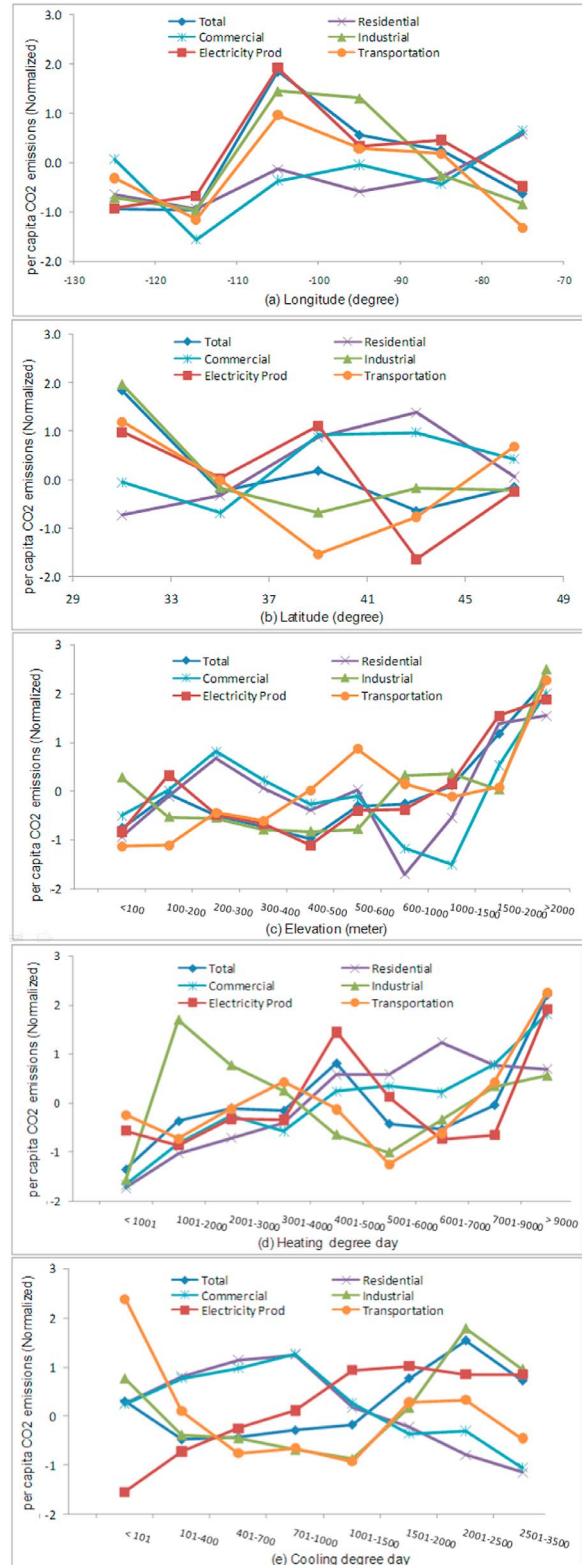 Total Residential
Commercial Industrial
Electricity Prod Transportation
3.0
2.0
1.0
0.0
-1.0
-2.0
per capita CO2 emissions (Normalized)
-130 -120 -110 -100 -90 -80 -70
(a) Longitude (degree)
Total Residential
Commercial Industrial
Electricity Prod Transportation
3.0
2.0
1.0
0.0
-1.0
-2.0
per capita CO2 emissions (Normalized)
29 33 37 41 45 49
(b) Latitude (degree)
Total Residential
Commercial Industrial
Electricity Prod Transportation
3
2
1
0
-1
-2
per capita CO2 emissions (Normalized)
<100 100-200 200-300 300-400 400-500 500-600 600-1000 1000-1500 1500-2000 >2000
(c) Elevation (meter)
Total Residential
Commercial Industrial
Electricity Prod Transportation
3
2
1
0
-1
-2
per capita CO2 emissions (Normalized)
< 1001 1001-2000 2001-3000 3001-4000 4001-5000 5001-6000 6001-7000 7001-9000 > 9000
(d) Heating degree day
Total Residential
Commercial Industrial
Electricity Prod Transportation
3
2
1
0
-1
-2
per capita CO2 emissions (Normalized)
< 101 101-400 401-700 701-1000 1001-1500 1501-2000 2001-2500 2501-3500
(e) Cooling degree day